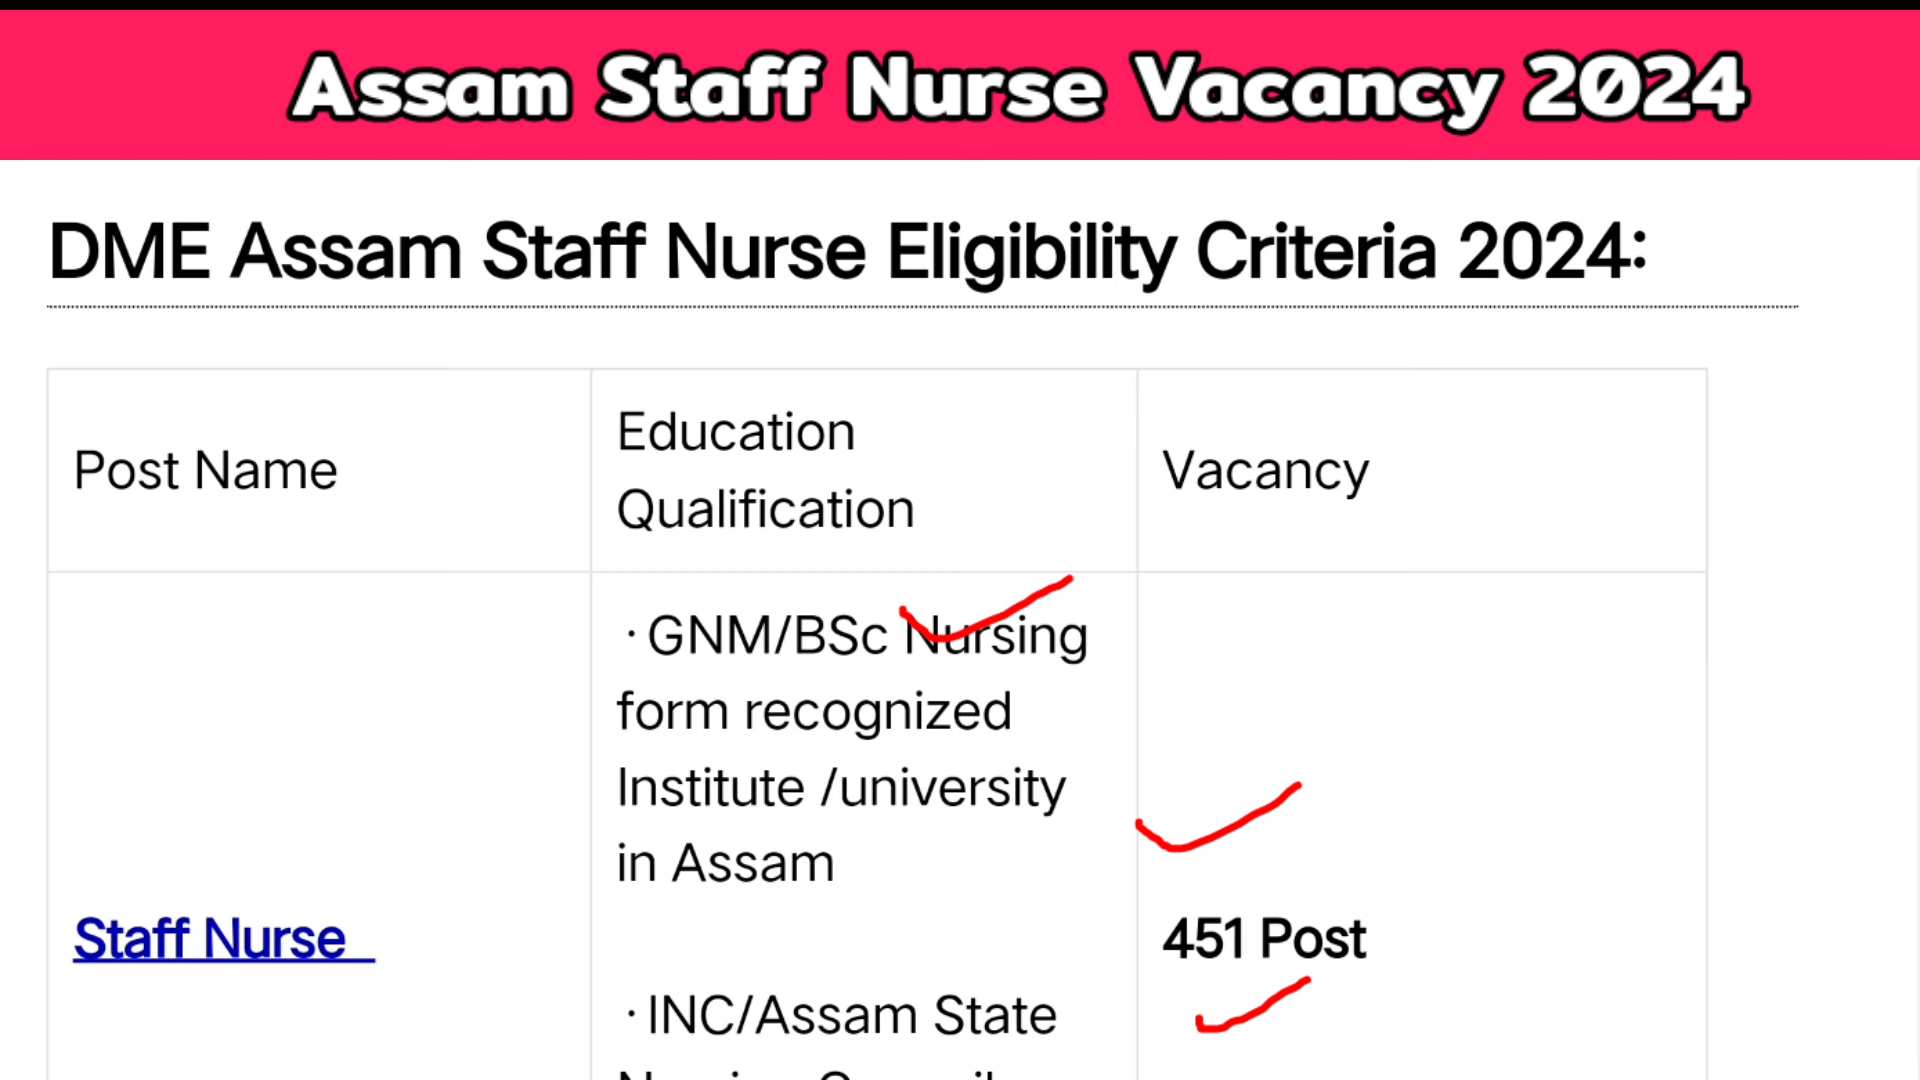 Assam Staff Nurse Vacancy 2024
DME Assam Staff Nurse Eligibility Criteria 2024:
Post Name
Education
Qualification
Vacancy
· GNM/BSc Nursing
form recognized
Institute /university
in Assam
Staff Nurse
451 Post
· INC/Assam State